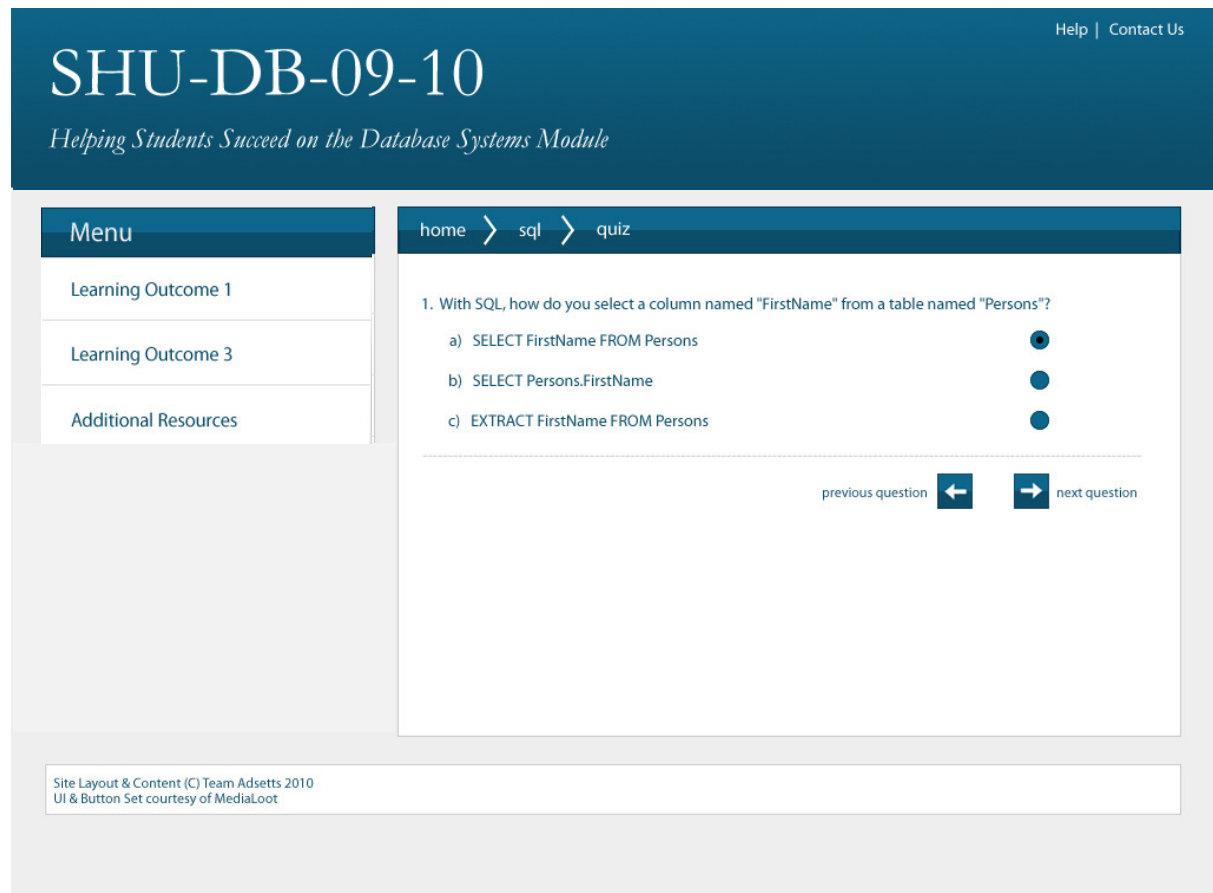 Help | Contact Us
SHU-DB-09-10
Helping Students Succeed on the Database Systems Module
Menu
Learning Outcome 1
Learning Outcome 3
Additional Resources
home sql quiz
1. With SQL, how do you select a column named "FirstName" from a table named "Persons"?
a) SELECT FirstName FROM Persons
b) SELECT Persons.FirstName
c) EXTRACT FirstName FROM Persons
previous question next question
Site Layout & Content (C) Team Adsetts 2010
UI & Button Set courtesy of MediaLoot